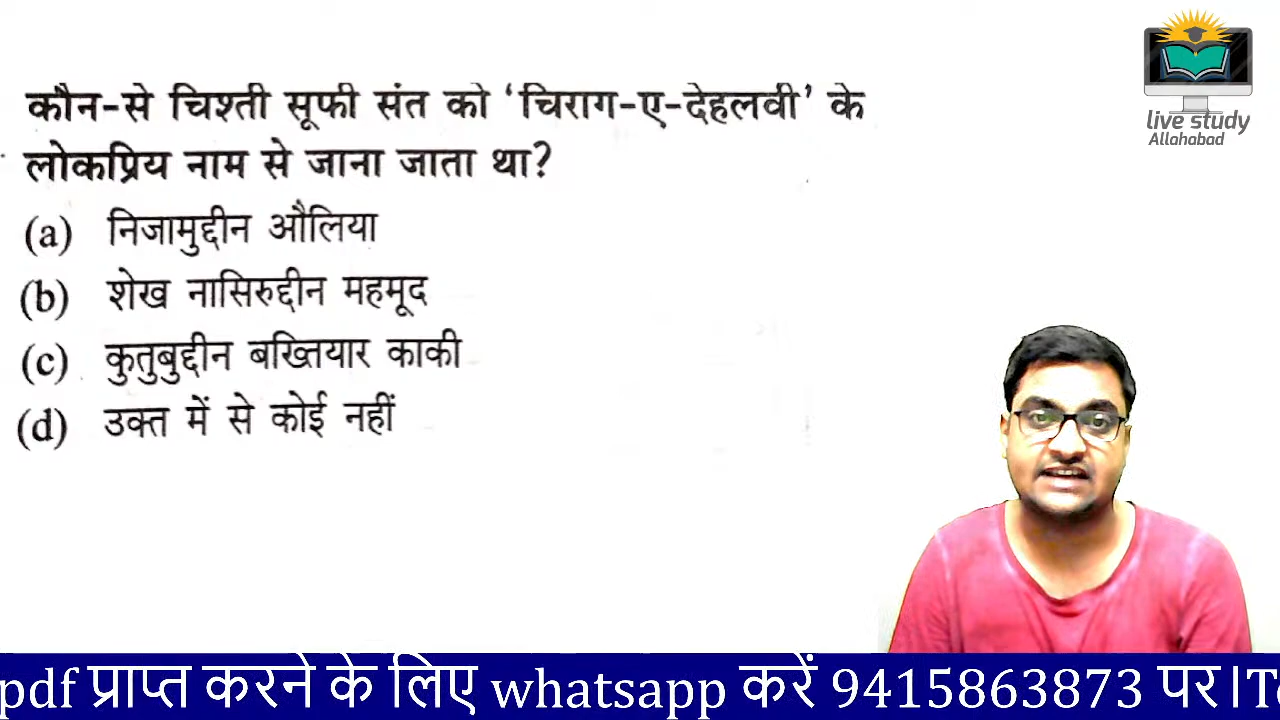 कौन-से चिश्ती सूफी संत को ‘चिराग-ए-देहलवी’ के
लोकप्रिय नाम से जाना जाता था?
(a) निजामुद्दीन औलिया
(b) शेख नासिरुद्दीन महमूद
(c) कुतुबुद्दीन बख्तियार काकी
(d) उक्त में से कोई नहीं
live study
Allahabad
pdf प्राप्त करने के लिए whatsapp करें 9415863873 पर।T